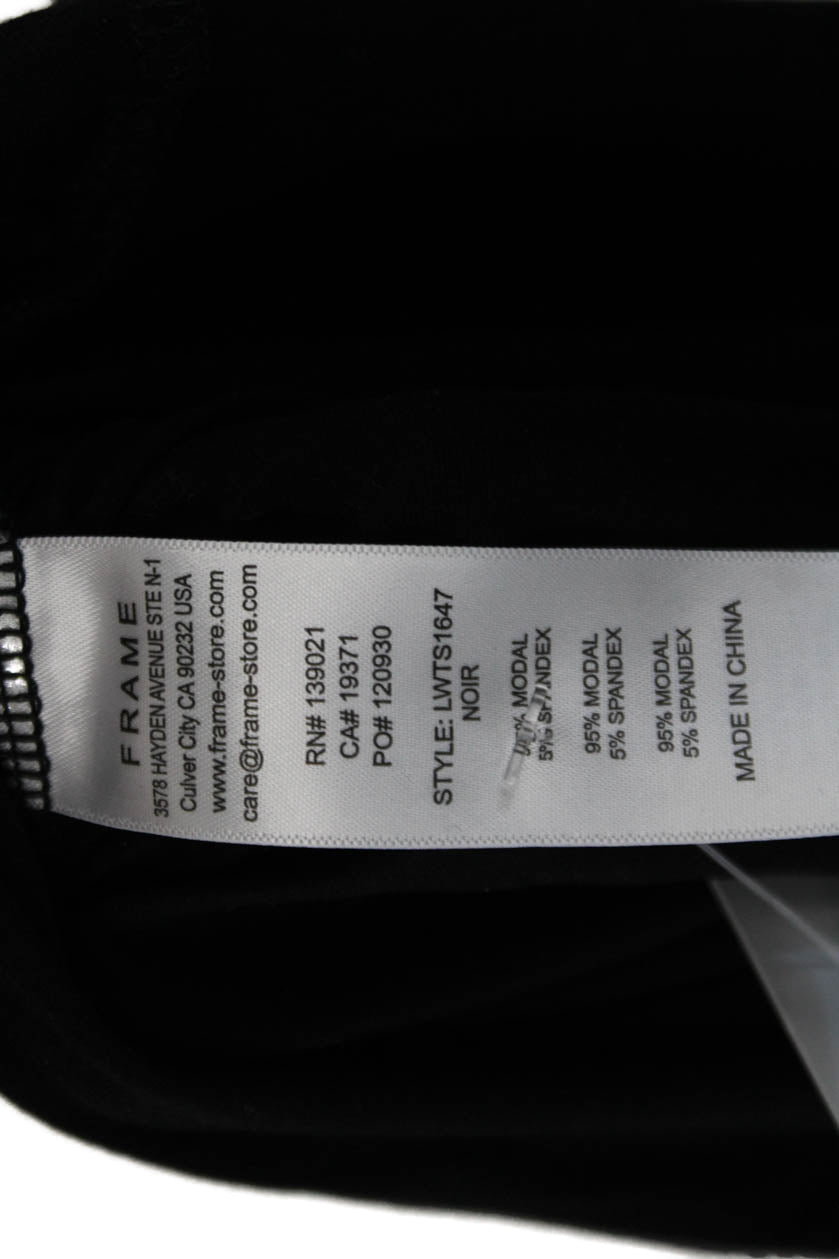 FRAME
3578 HAYDEN AVENUE STE N-1
Culver City CA 90232 USA
www.frame-store.com
care@frame-store.com
RN# 139021
CA# 19371
PO# 120930
STYLE: LWTS1647
NOIR
MODAL
5% SPANDEX
95% MODAL
5% SPANDEX
95% MODAL
5% SPANDEX
MADE IN CHINA